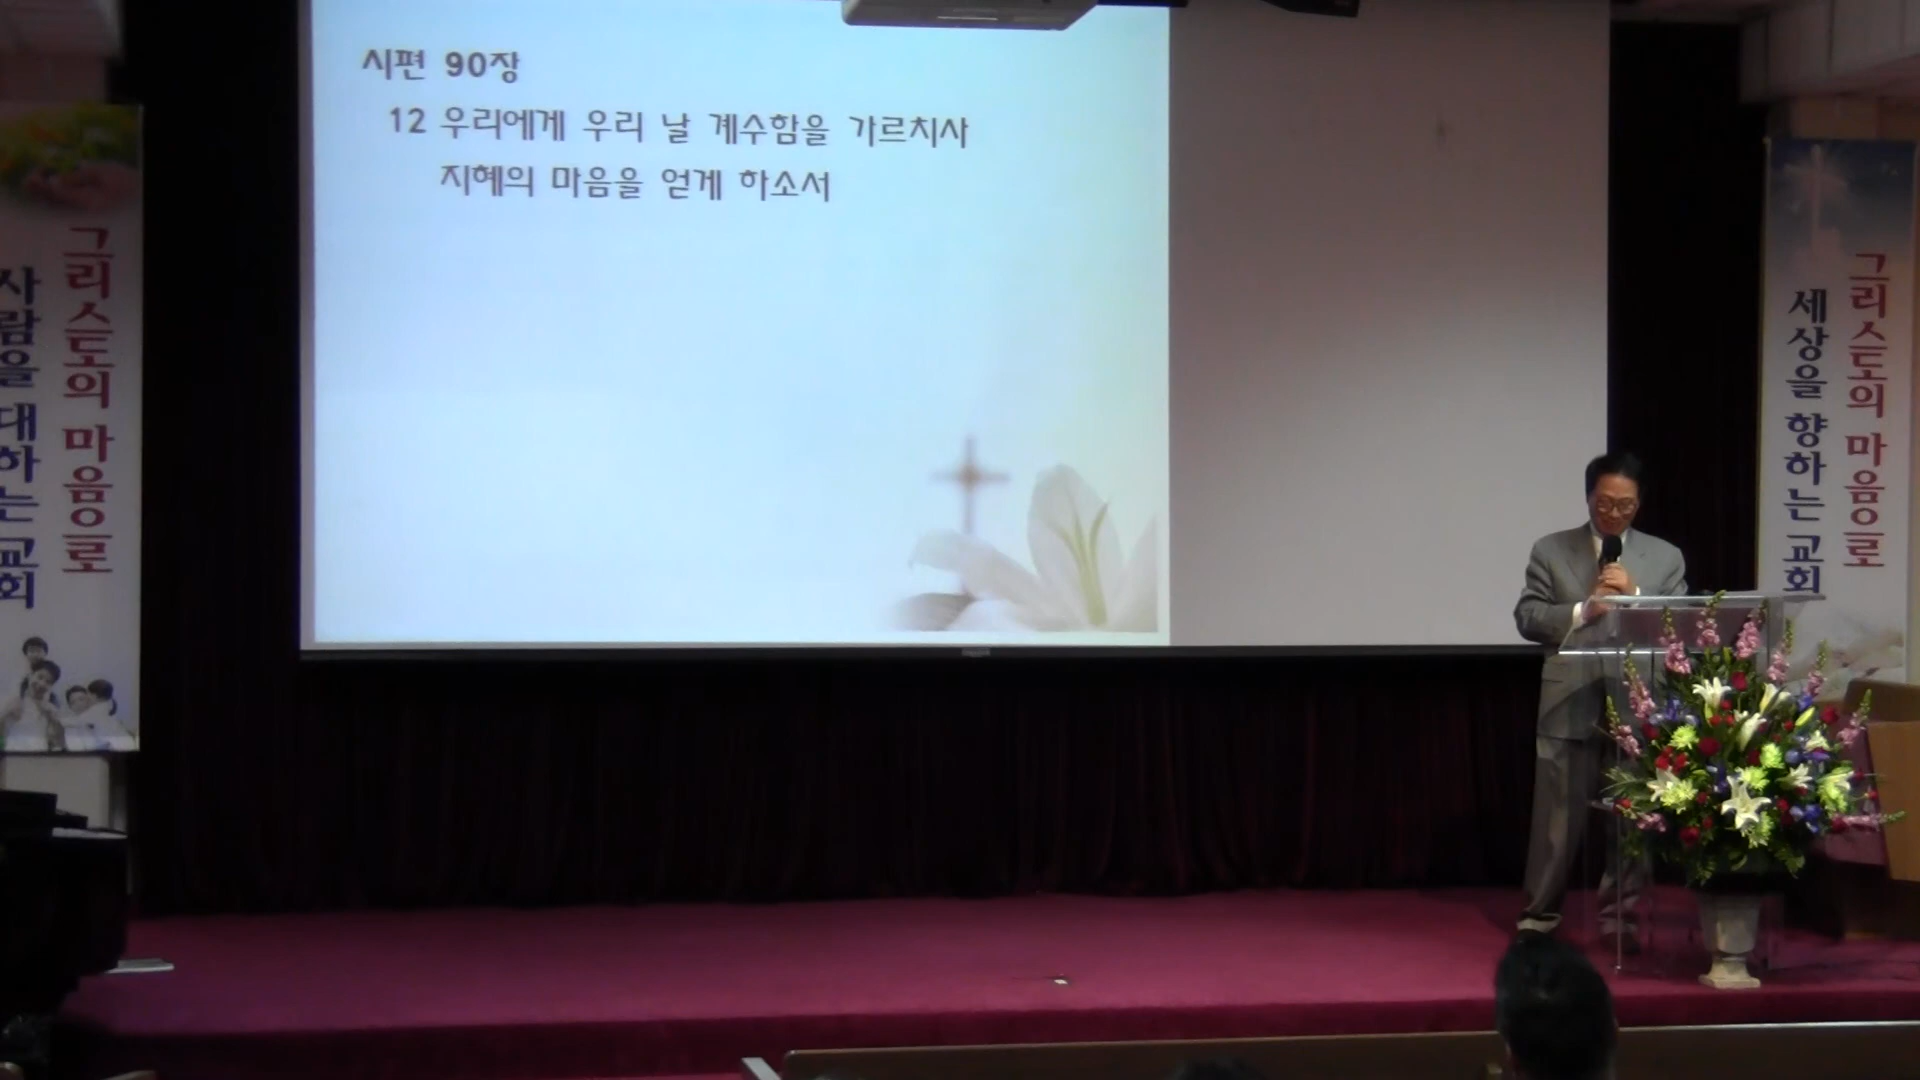 시편 90장
12 우리에게 우리 날 계수함을 가르치사
지혜의 마음을 얻게 하소서
그리스도의 마음으로
사람을 대하는 교회
그리스도의 마음으로
세상을 향하는 교회